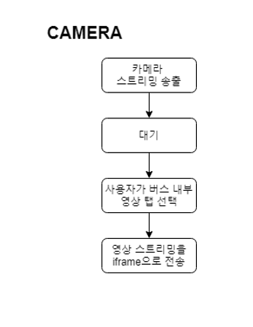 CAMERA
카메라
스트리밍 송출
대기
사용자가 버스 내부
영상 탭 선택
영상 스트리밍을
iframe으로 전송